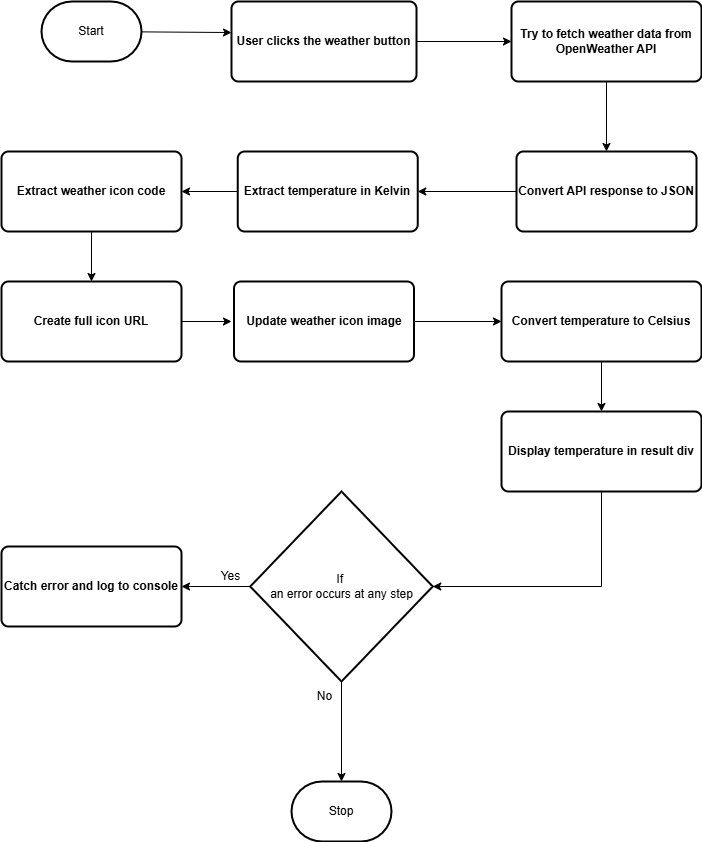 Start
User clicks the weather button
Try to fetch weather data from
OpenWeather API
Convert API response to JSON
Extract temperature in Kelvin
Extract weather icon code
Create full icon URL
Update weather icon image
Convert temperature to Celsius
Display temperature in result div
If
an error occurs at any step
Yes
Catch error and log to console
No
Stop